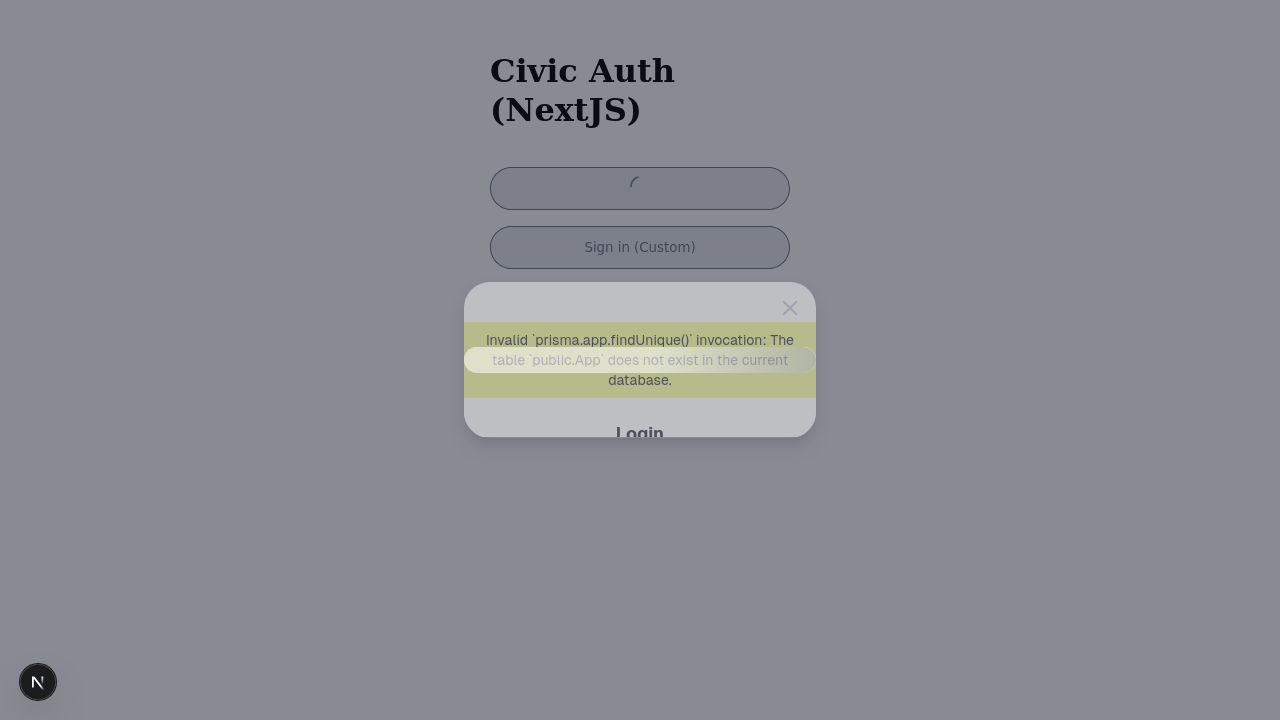 Civic Auth
(NextJS)
Sign in (Custom)
Invalid `prisma.app.findUnique()` invocation: The
table `public.App` does not exist in the current
database.
Login
N